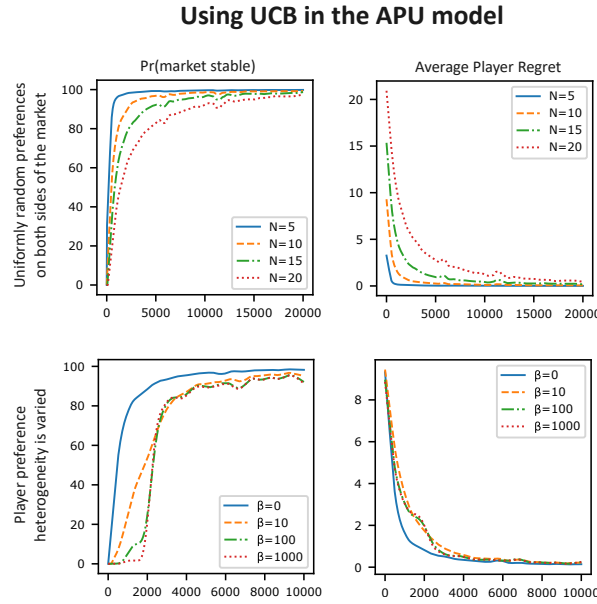 Using UCB in the APU model
Pr(market stable)
Average Player Regret
Uniformly random preferences
on both sides of the market
100
80
60
40
20
0
0
5000
10000
15000
20000
N=5
N=10
N=15
N=20
20
15
10
5
0
0
5000
10000
15000
20000
N=5
N=10
N=15
N=20
Player preference
heterogeneity is varied
100
80
60
40
20
0
0
2000
4000
6000
8000
10000
β=0
β=10
β=100
β=1000
8
6
4
2
0
0
2000
4000
6000
8000
10000
β=0
β=10
β=100
β=1000